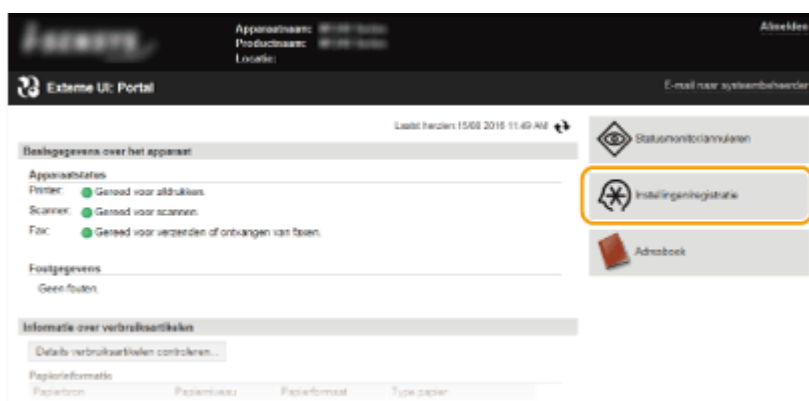 Apparaatnaam:
Productnaam:
Locatie:
Afmelden
Externe UI: Portal
E-mail naar systeembeheerder
Laatst herzien: 15/08 2016 11:49 AM
Basisgegevens over het apparaat
Statusmonitor/annuleren
Apparaatstatus
Printer: Gereed voor afdrukken.
Scanner: Gereed voor scannen.
Fax: Gereed voor verzenden of ontvangen van faxen.
Instellingen/registratie
Adresboek
Foutgegevens
Geen fouten.
Informatie over verbruiksartikelen
Details verbruiksartikelen controleren...
Papierinformatie
Papierbron Papierniveau Papierformaat Type papier